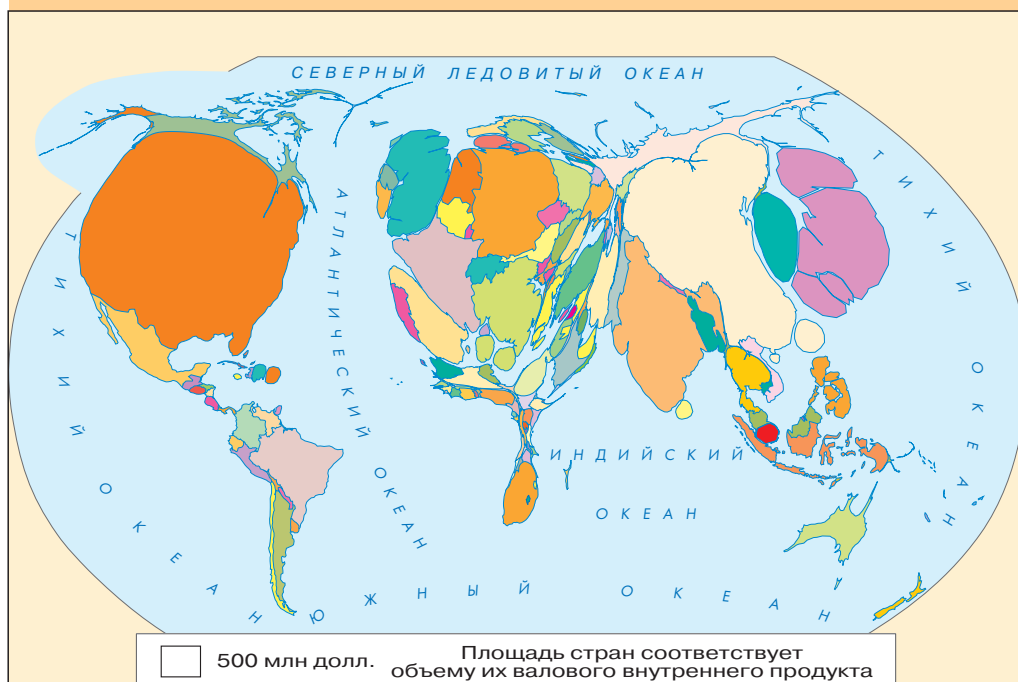 СЕВЕРНЫЙ ЛЕДОВИТЫЙ ОКЕАН
ТИХИЙ ОКЕАН
АТЛАНТИЧЕСКИЙ ОКЕАН
ТИХИЙ ОКЕАН
ИНДИЙСКИЙ
ОКЕАН
ЮЖНЫЙ ОКЕАН
500 млн долл.
Площадь стран соответствует
объему их валового внутреннего продукта